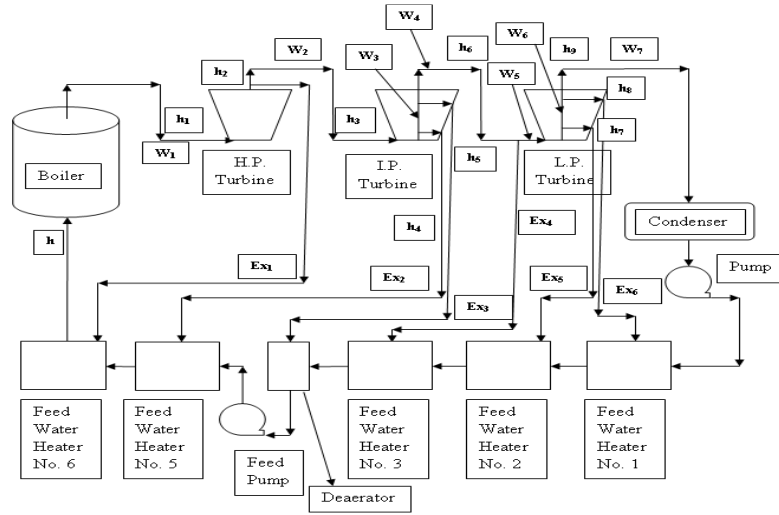 W4
W2
h6
W6
h9
W7
h2
W3
W5
h8
h1
h3
h7
W1
h5
H.P.
Turbine
I.P.
Turbine
L.P.
Turbine
Boiler
Ex4
Condenser
h
h4
Ex1
Ex2
Ex3
Ex5
Ex6
Pump
Feed
Water
Heater
No. 6
Feed
Water
Heater
No. 5
Feed
Pump
Deaerator
Feed
Water
Heater
No. 3
Feed
Water
Heater
No. 2
Feed
Water
Heater
No. 1